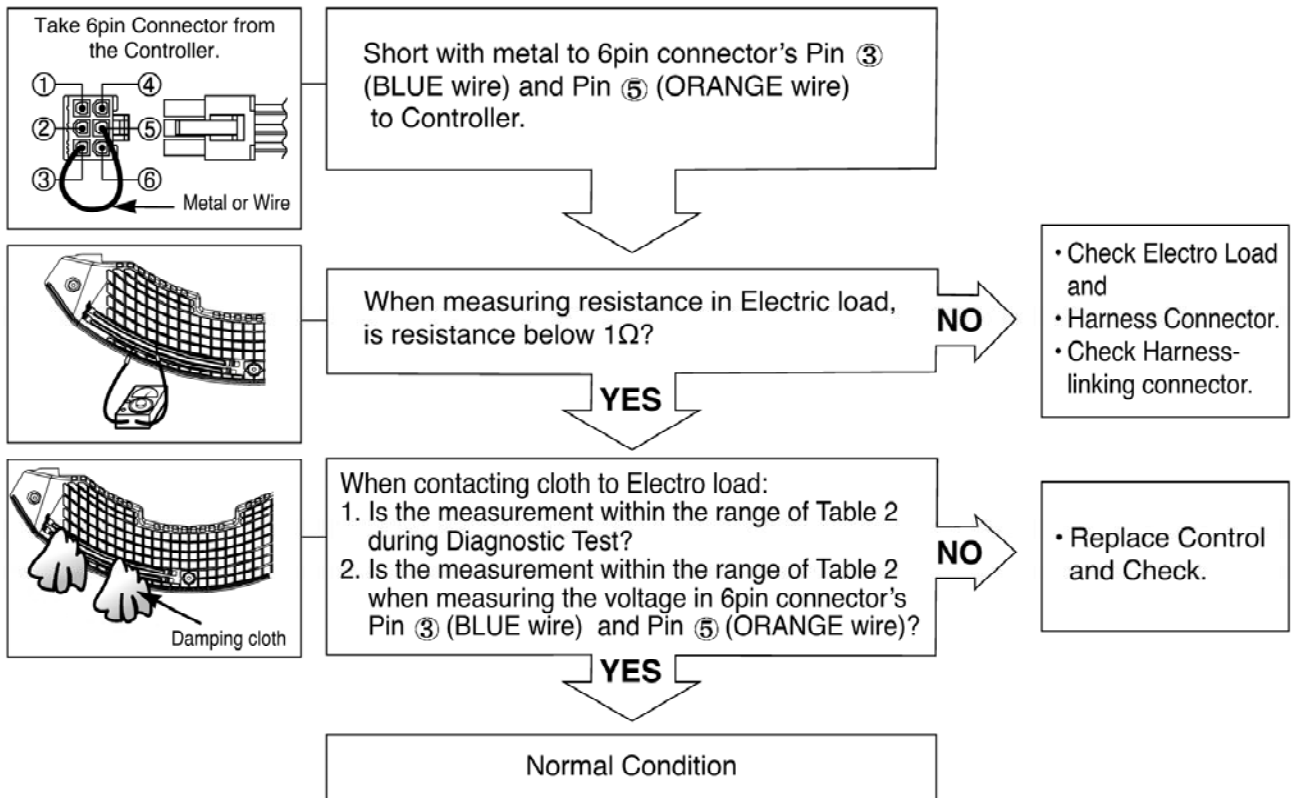 Take 6pin Connector from
the Controller.
① ④
② ⑤
③ ⑥
Metal or Wire
Short with metal to 6pin connector's Pin ③
(BLUE wire) and Pin ⑤ (ORANGE wire)
to Controller.
When measuring resistance in Electric load,
is resistance below 1Ω?
NO
• Check Electro Load
and
• Harness Connector.
• Check Harness-
linking connector.
YES
Damping cloth
When contacting cloth to Electro load:
1. Is the measurement within the range of Table 2
during Diagnostic Test?
2. Is the measurement within the range of Table 2
when measuring the voltage in 6pin connector's
Pin ③ (BLUE wire) and Pin ⑤ (ORANGE wire)?
NO
• Replace Control
and Check.
YES
Normal Condition